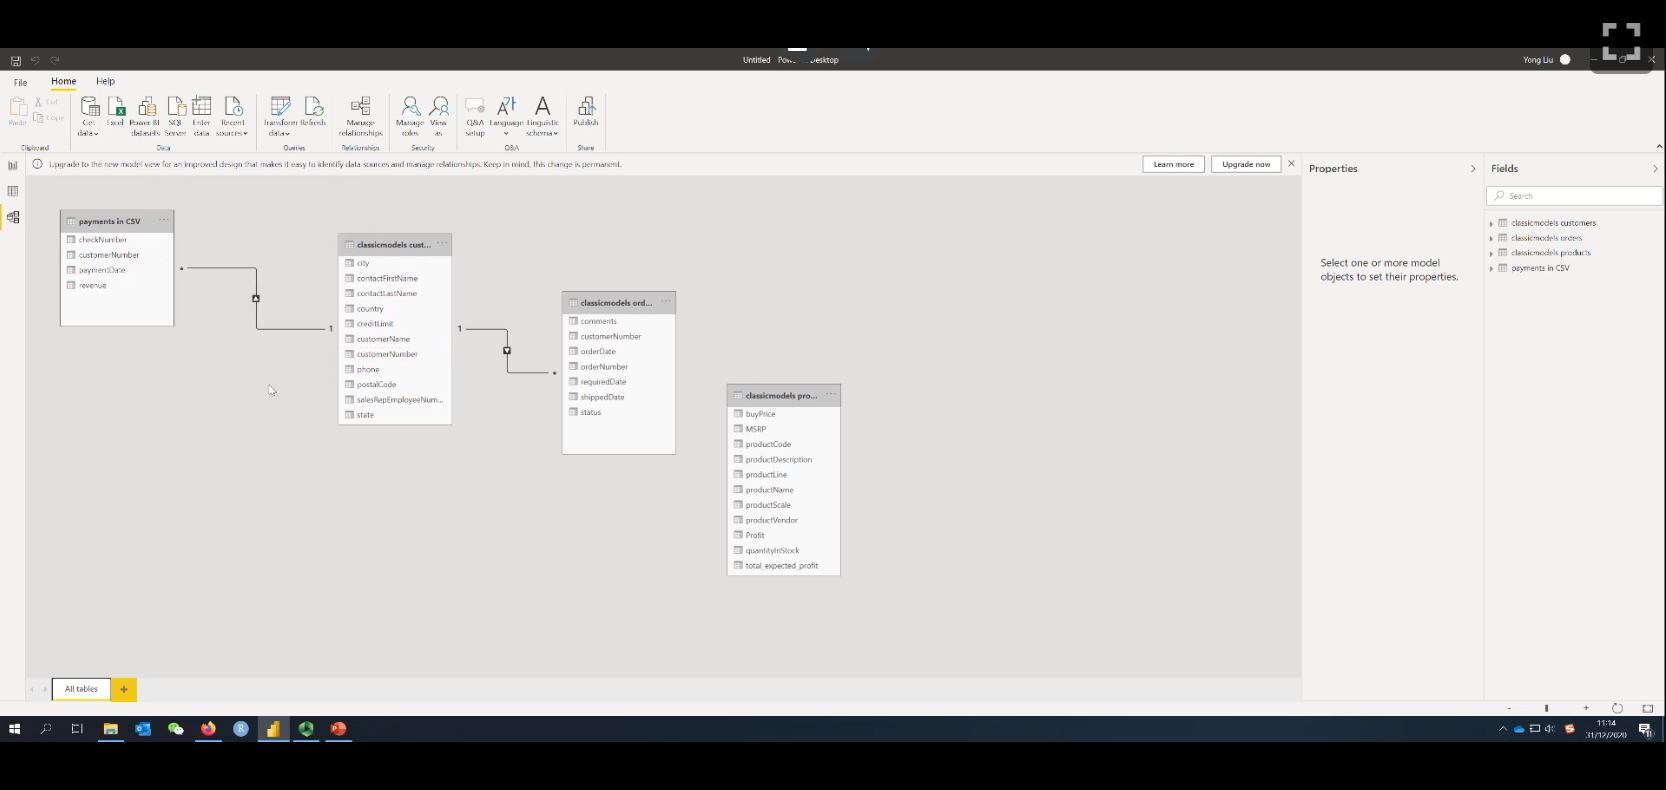 Untitled
Desktop
Yong Liu
File
Home
Help
Paste
Cut
Copy
Get data
Excel
Power BI datasets
SQL Server
Enter data
Recent sources
Transform data
Refresh
Manage relationships
Manage roles
View as
Q&A setup
Language
Linguistic schema
Publish
Clipboard
Data
Queries
Relationships
Security
Q&A
Share
Upgrade to the new model view for an improved design that makes it easy to identify data sources and manage relationships. Keep in mind, this change is permanent.
Learn more
Upgrade now
payments in CSV
checkNumber
customerNumber
paymentDate
revenue
1
classicmodels cust...
city
contactFirstName
contactLastName
country
creditLimit
customerName
customerNumber
phone
postalCode
salesRepEmployeeNum...
state
1
classicmodels ord...
comments
customerNumber
orderDate
orderNumber
requiredDate
shippedDate
status
classicmodels pro...
buyPrice
MSRP
productCode
productDescription
productLine
productName
productScale
productVendor
Profit
quantityInStock
total_expected_profit
Properties
Select one or more model
objects to set their properties.
Fields
Search
classicmodels customers
classicmodels orders
classicmodels products
payments in CSV
All tables
11:14
31/12/2020